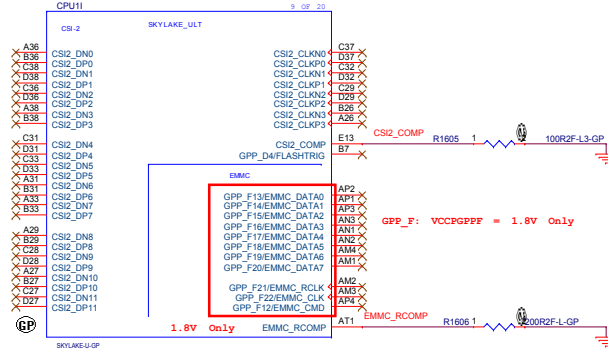 CPU1I
9 OF 20
CSI-2
SKYLAKE_ULT
A36 CSI2_DN0
B36 CSI2_DP0
C38 CSI2_DN1
D38 CSI2_DP1
C36 CSI2_DN2
D36 CSI2_DP2
A38 CSI2_DN3
B38 CSI2_DP3
C31 CSI2_DN4
D31 CSI2_DP4
C33 CSI2_DN5
D33 CSI2_DP5
A31 CSI2_DN6
B31 CSI2_DP6
A33 CSI2_DN7
B33 CSI2_DP7
A29 CSI2_DN8
B29 CSI2_DP8
C28 CSI2_DN9
D28 CSI2_DP9
A27 CSI2_DN10
B27 CSI2_DP10
C27 CSI2_DN11
D27 CSI2_DP11
CSI2_CLKN0 C37
CSI2_CLKP0 D37
CSI2_CLKN1 C32
CSI2_CLKP1 D32
CSI2_CLKN2 C29
CSI2_CLKP2 D29
CSI2_CLKN3 B26
CSI2_CLKP3 A26
CSI2_COMP E13 CSI2_COMP R1605 1 100R2F-L3-GP
GPP_D4/FLASHTRIG B7
EMMC
GPP_F13/EMMC_DATA0 AP2
GPP_F14/EMMC_DATA1 AP1
GPP_F15/EMMC_DATA2 AP3
GPP_F16/EMMC_DATA3 AN3
GPP_F17/EMMC_DATA4 AN1
GPP_F18/EMMC_DATA5 AN2
GPP_F19/EMMC_DATA6 AM4
GPP_F20/EMMC_DATA7 AM1
GPP_F: VCCPGPPF = 1.8V Only
GPP_F21/EMMC_RCLK AM2
GPP_F22/EMMC_CLK AM3
GPP_F12/EMMC_CMD AP4
GP
1.8V Only
EMMC_RCOMP AT1 EMMC_RCOMP R1606 1 200R2F-L-GP
SKYLAKE-U-GP